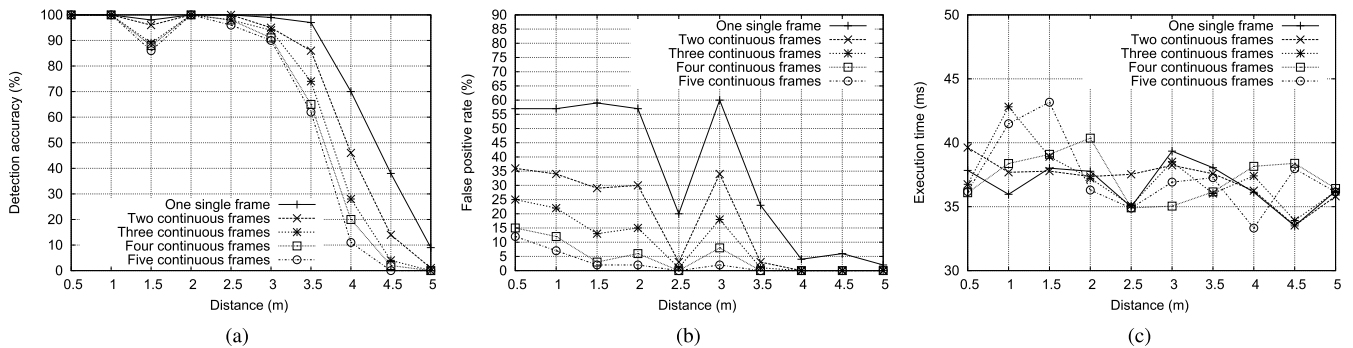 Detection accuracy (%)
100
90
80
70
60
50
40
30
20
10
0
One single frame
Two continuous frames
Three continuous frames
Four continuous frames
Five continuous frames
0.5 1 1.5 2 2.5 3 3.5 4 4.5 5
Distance (m)
(a)
False positive rate (%)
90
85
80
75
70
65
60
55
50
45
40
35
30
25
20
15
10
5
0
One single frame
Two continuous frames
Three continuous frames
Four continuous frames
Five continuous frames
0.5 1 1.5 2 2.5 3 3.5 4 4.5 5
Distance (m)
(b)
Execution time (ms)
50
45
40
35
30
One single frame
Two continuous frames
Three continuous frames
Four continuous frames
Five continuous frames
0.5 1 1.5 2 2.5 3 3.5 4 4.5 5
Distance (m)
(c)